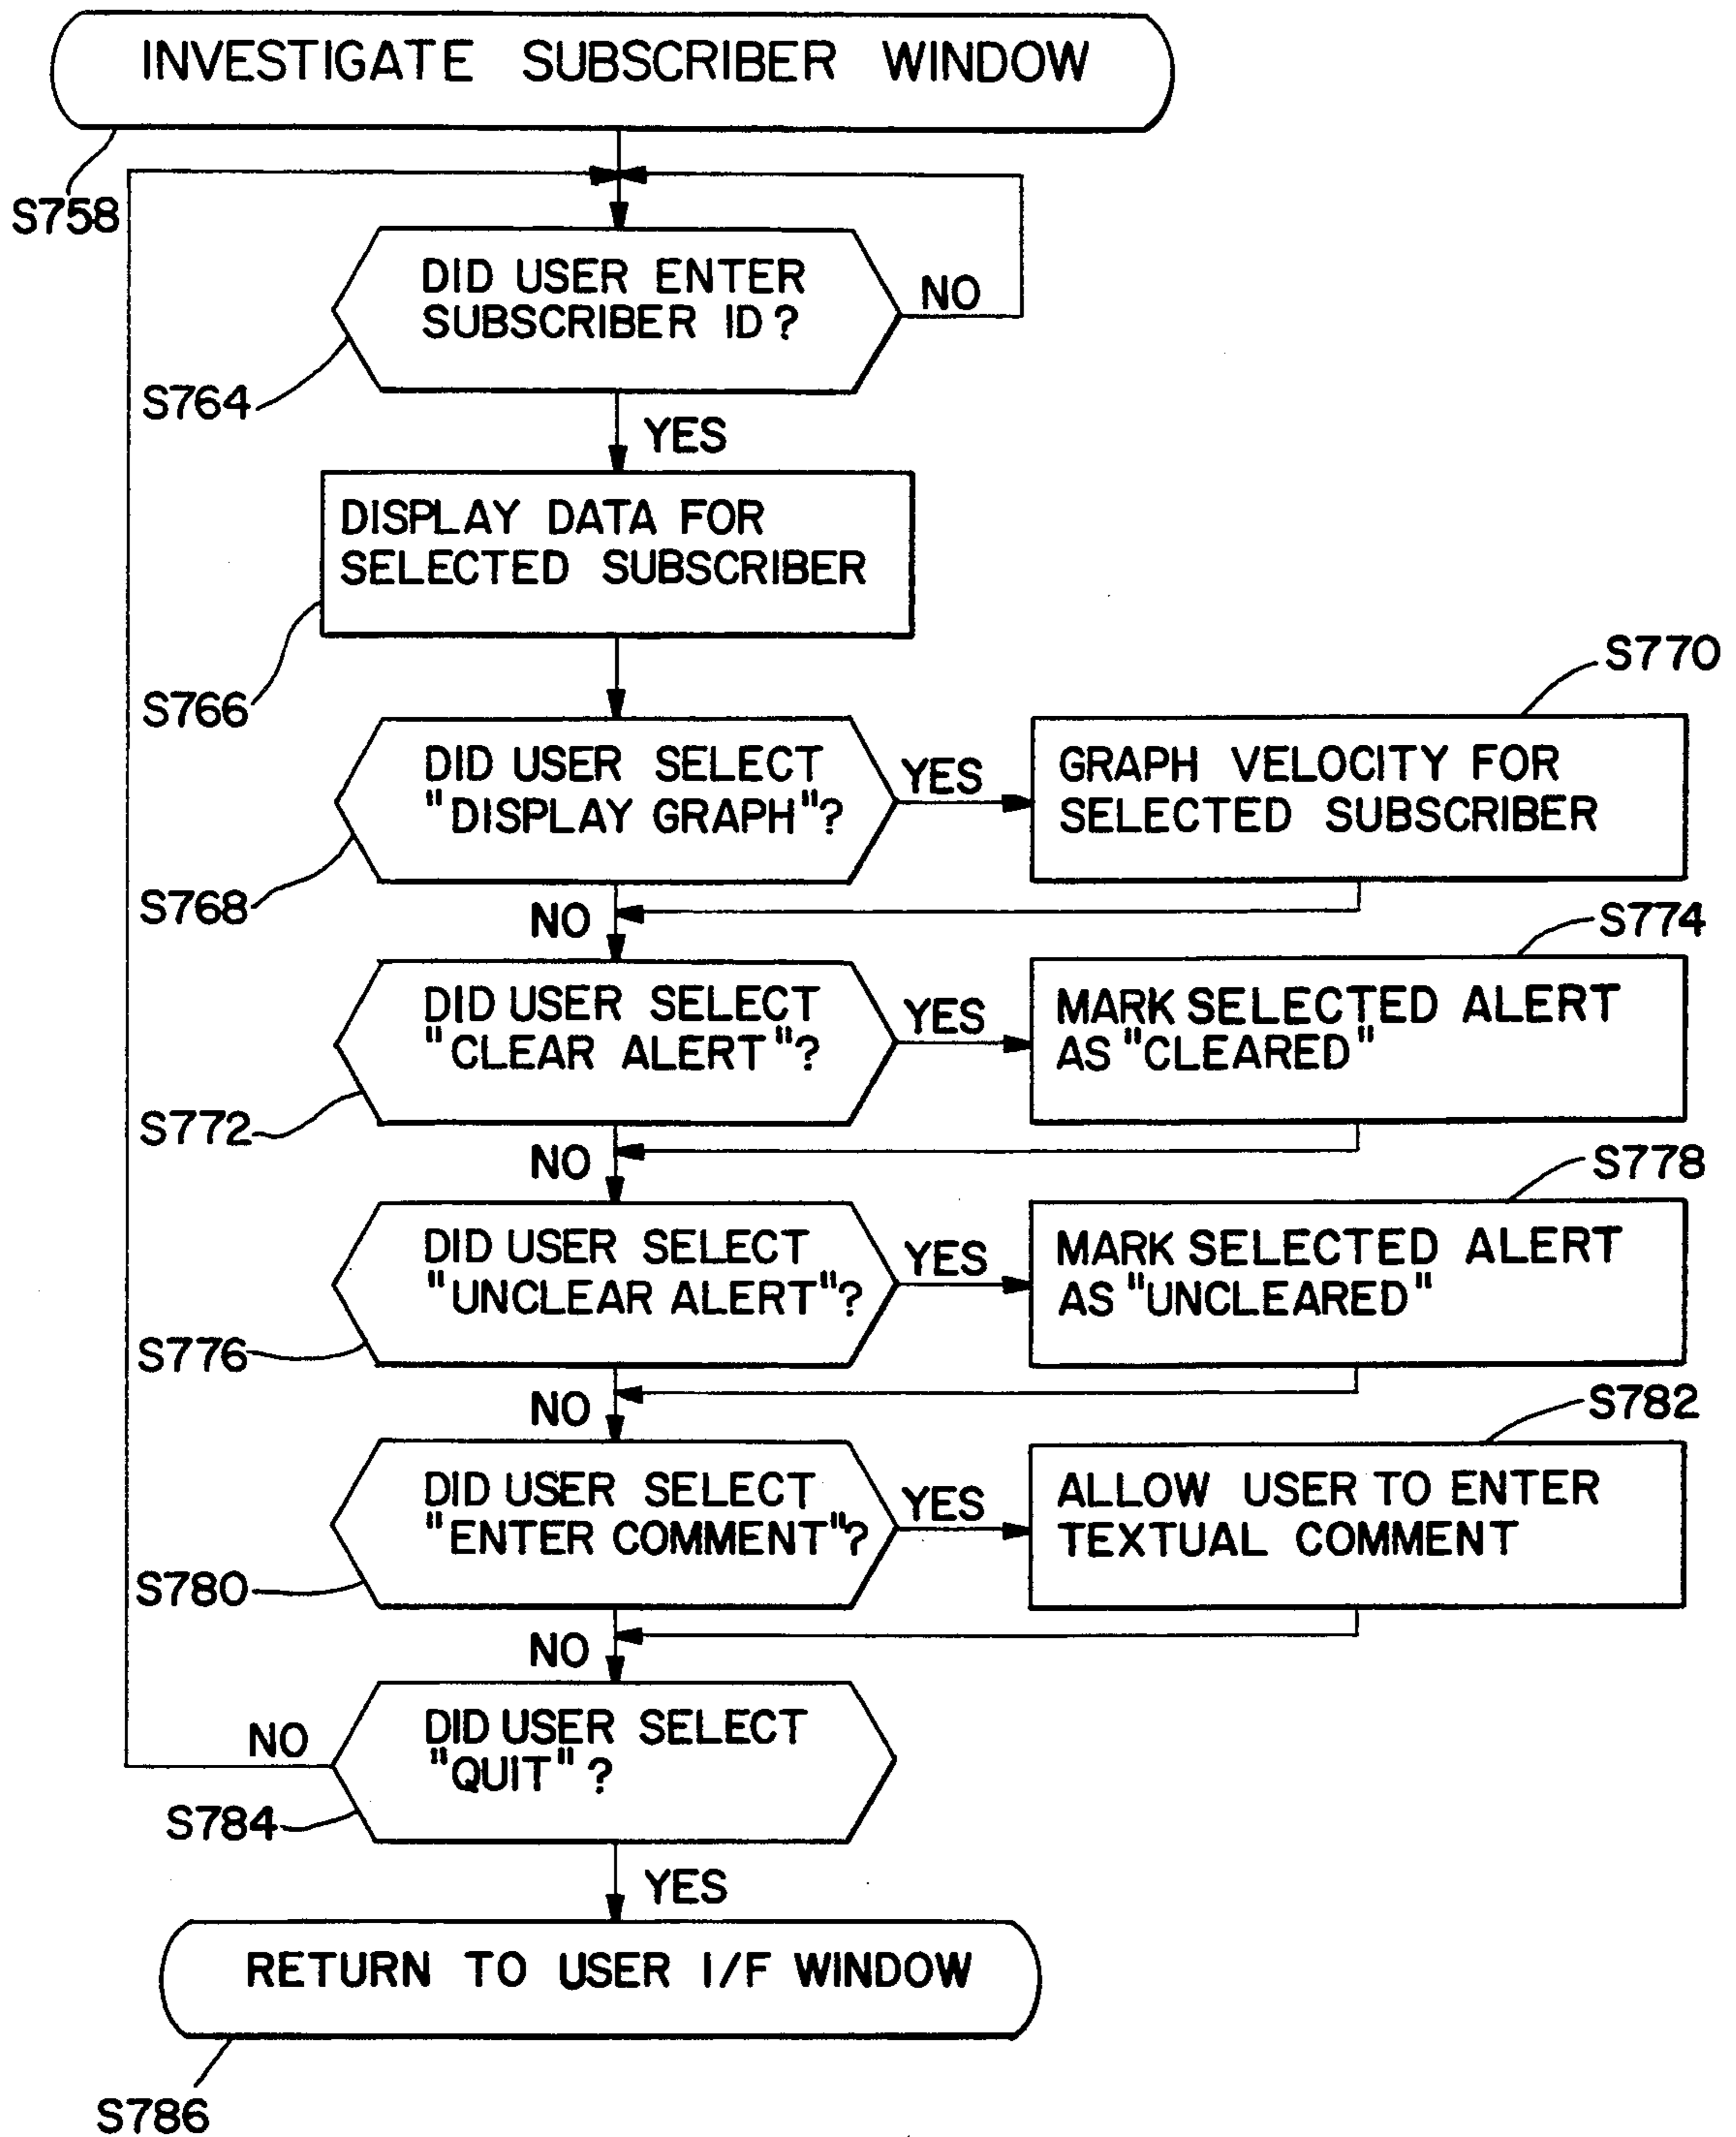 INVESTIGATE SUBSCRIBER WINDOW
S758
DID USER ENTER
SUBSCRIBER ID?
NO
S764
YES
DISPLAY DATA FOR
SELECTED SUBSCRIBER
S766
S770
DID USER SELECT
"DISPLAY GRAPH"?
YES
GRAPH VELOCITY FOR
SELECTED SUBSCRIBER
S768
NO
S774
DID USER SELECT
"CLEAR ALERT"?
YES
MARK SELECTED ALERT
AS "CLEARED"
S772
NO
S778
DID USER SELECT
"UNCLEAR ALERT"?
YES
MARK SELECTED ALERT
AS "UNCLEARED"
S776
NO
S782
DID USER SELECT
"ENTER COMMENT"?
YES
ALLOW USER TO ENTER
TEXTUAL COMMENT
S780
NO
DID USER SELECT
"QUIT"?
NO
S784
YES
RETURN TO USER I/F WINDOW
S786